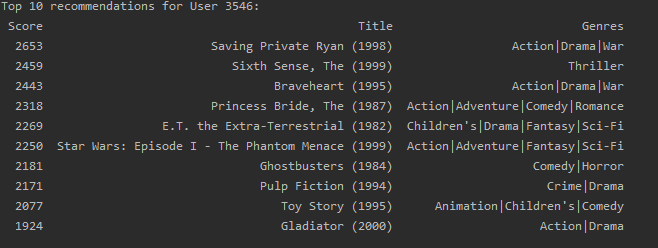 Top 10 recommendations for User 3546:
Score Title Genres
2653 Saving Private Ryan (1998) Action|Drama|War
2459 Sixth Sense, The (1999) Thriller
2443 Braveheart (1995) Action|Drama|War
2318 Princess Bride, The (1987) Action|Adventure|Comedy|Romance
2269 E.T. the Extra-Terrestrial (1982) Children's|Drama|Fantasy|Sci-Fi
2250 Star Wars: Episode I - The Phantom Menace (1999) Action|Adventure|Fantasy|Sci-Fi
2181 Ghostbusters (1984) Comedy|Horror
2171 Pulp Fiction (1994) Crime|Drama
2077 Toy Story (1995) Animation|Children's|Comedy
1924 Gladiator (2000) Action|Drama